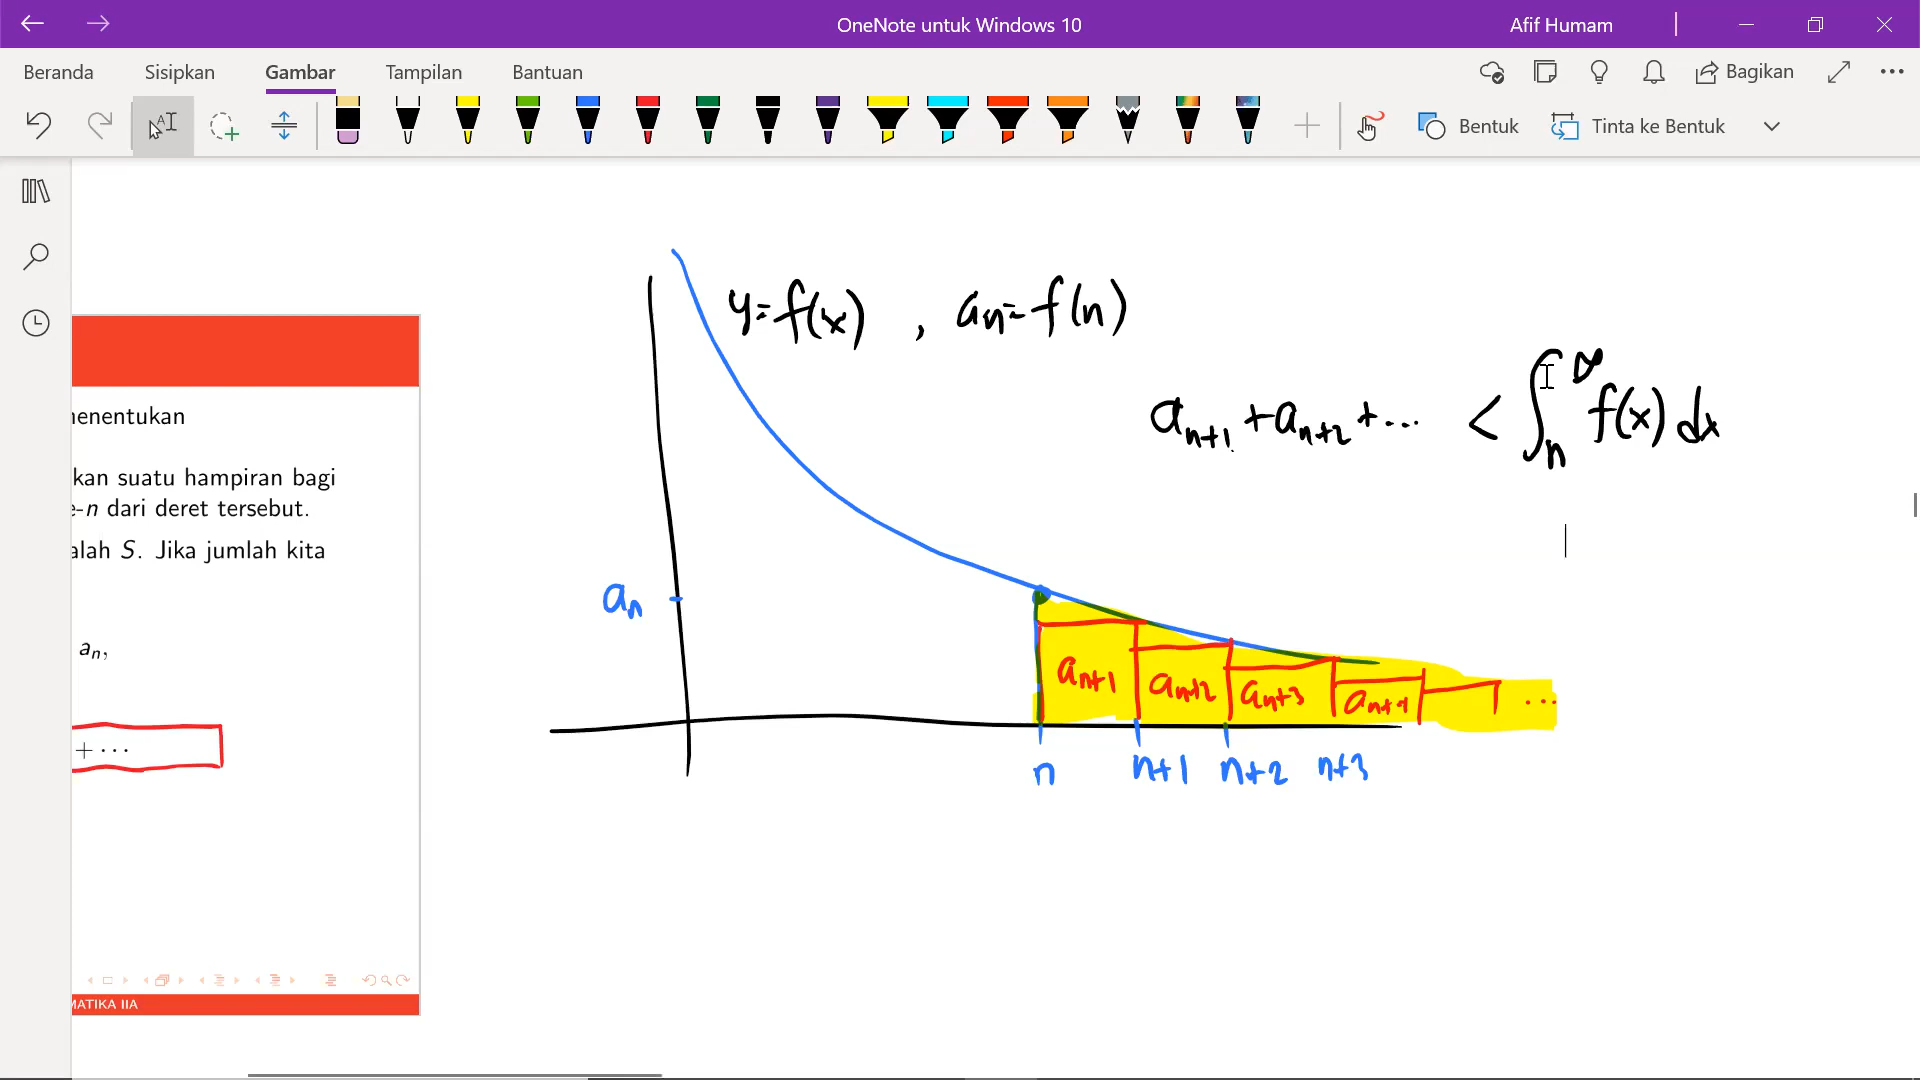 OneNote untuk Windows 10
Afif Humam
Beranda Sisipkan Gambar Tampilan Bantuan
Bagikan
Bentuk
Tinta ke Bentuk
y=f(x) , aₙ=f(n)
aₙ₊₁ + aₙ₊₂ + ... < ∫ₙ^∞ f(x) dx
menentukan
kan suatu hampiran bagi
e-n dari deret tersebut.
alah S. Jika jumlah kita
aₙ,
+ ⋯
MATIKA IIA
aₙ
aₙ₊₁ aₙ₊₂ aₙ₊₃ aₙ₊₄ ...
n n+1 n+2 n+3